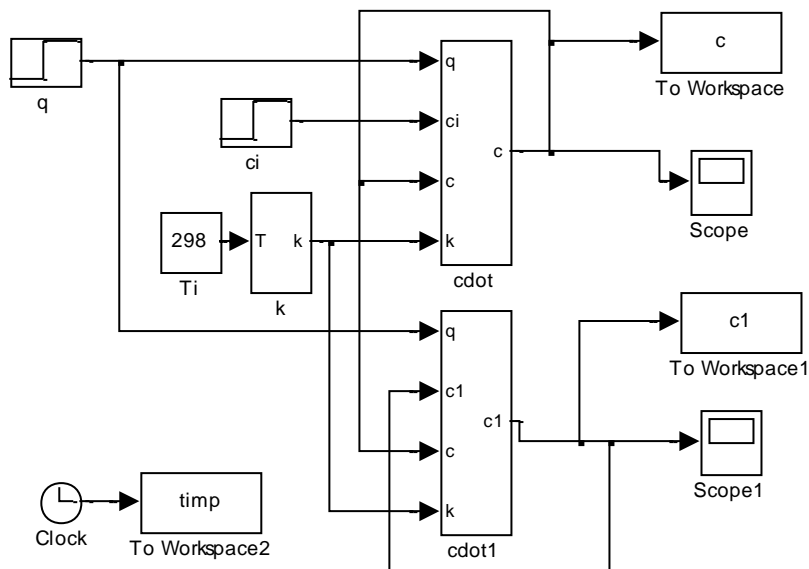 c
To Workspace
q
q
ci
ci
c
c
Scope
298
T k
k
Ti
k
cdot
q
c1
To Workspace1
c1
c1
c
Scope1
k
timp
Clock
To Workspace2
cdot1